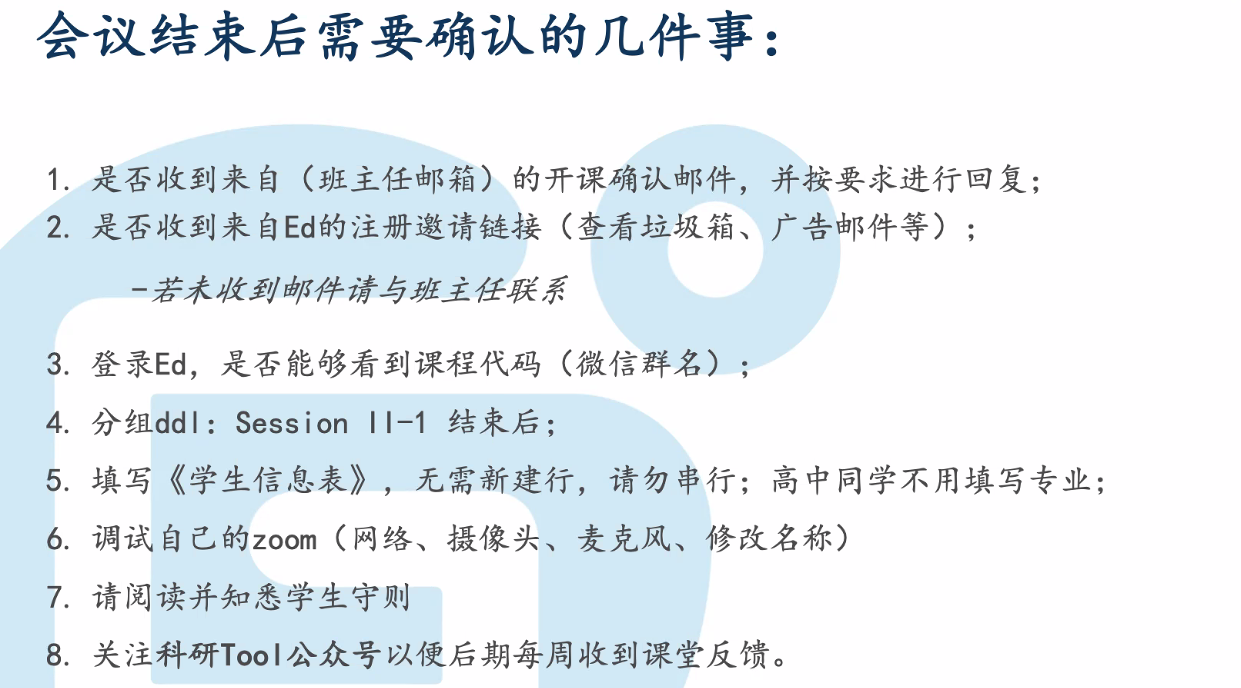 会议结束后需要确认的几件事：
1. 是否收到来自（班主任邮箱）的开课确认邮件，并按要求进行回复；
2. 是否收到来自Ed的注册邀请链接（查看垃圾箱、广告邮件等）；
-若未收到邮件请与班主任联系
3. 登录Ed，是否能够看到课程代码（微信群名）；
4. 分组ddl：Session II-1 结束后；
5. 填写《学生信息表》，无需新建行，请勿串行；高中同学不用填写专业；
6. 调试自己的zoom（网络、摄像头、麦克风、修改名称）
7. 请阅读并知悉学生守则
8. 关注科研Tool公众号以便后期每周收到课堂反馈。